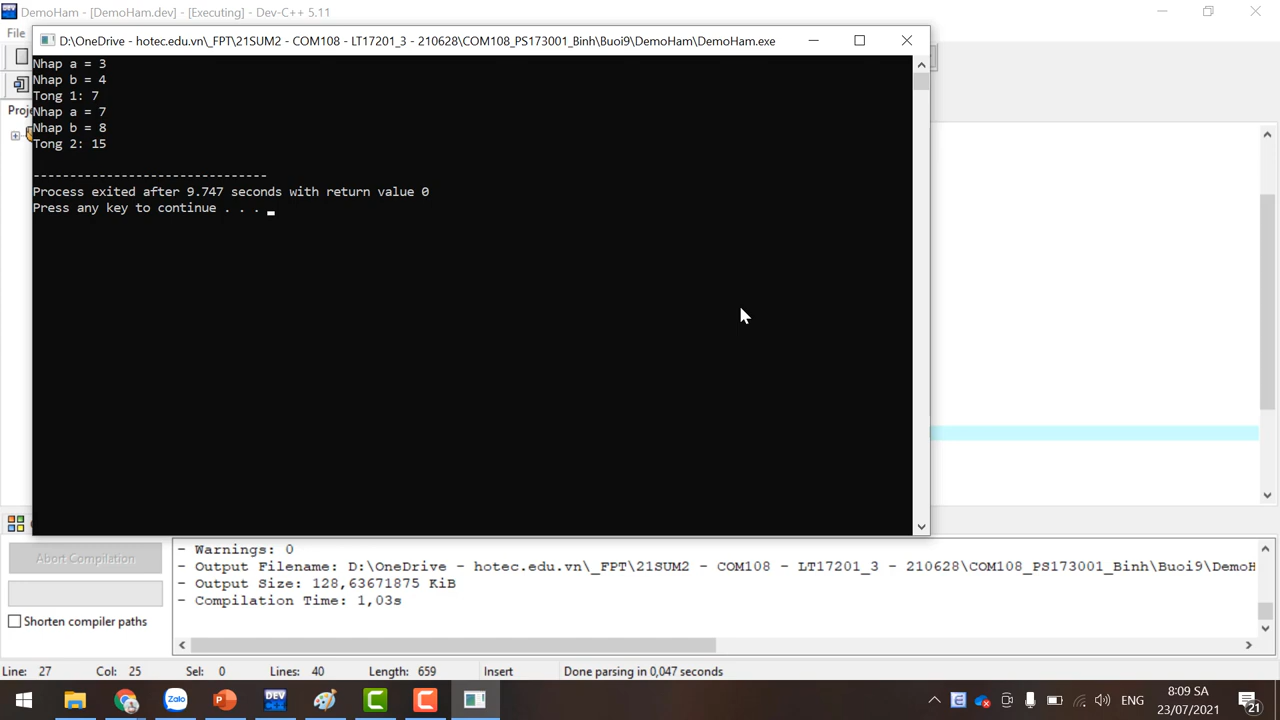 DemoHam - [DemoHam.dev] - [Executing] - Dev-C++ 5.11
File
D:\OneDrive - hotec.edu.vn\_FPT\21SUM2 - COM108 - LT17201_3 - 210628\COM108_PS173001_Binh\Buoi9\DemoHam\DemoHam.exe
Nhap a = 3
Nhap b = 4
Tong 1: 7
Nhap a = 7
Nhap b = 8
Tong 2: 15
--------------------------------
Process exited after 9.747 seconds with return value 0
Press any key to continue . . .
Proj
Abort Compilation
Shorten compiler paths
- Warnings: 0
- Output Filename: D:\OneDrive - hotec.edu.vn\_FPT\21SUM2 - COM108 - LT17201_3 - 210628\COM108_PS173001_Binh\Buoi9\DemoH
- Output Size: 128,63671875 KiB
- Compilation Time: 1,03s
Line: 27 Col: 25 Sel: 0 Lines: 40 Length: 659 Insert Done parsing in 0,047 seconds
Zalo
DEV
ENG
8:09 SA
23/07/2021
21